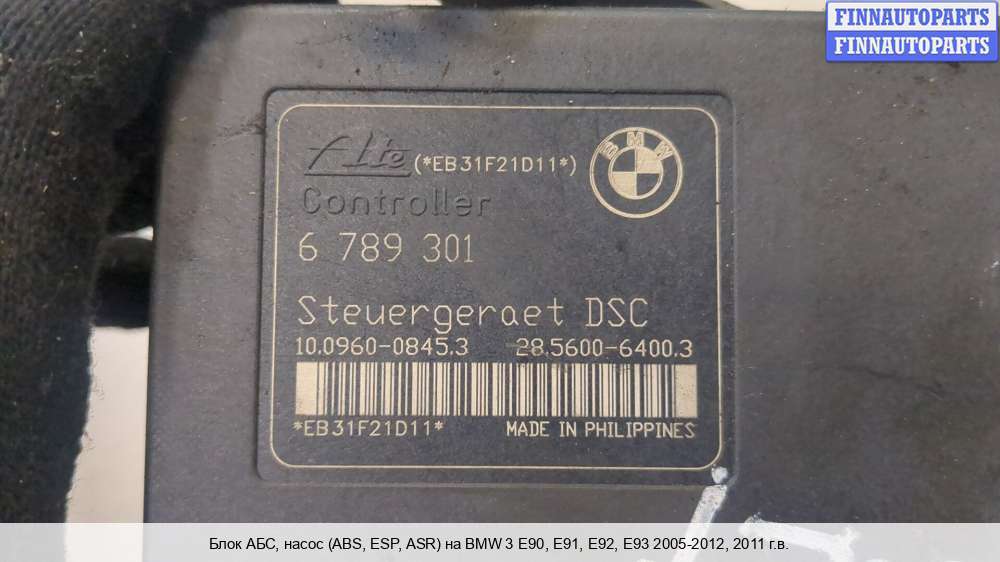 FINNAUTOPARTS
FINNAUTOPARTS
Ate (*EB31F21D11*)
BMW
Controller
6 789 301
Steuergeraet DSC
10.0960-0845.3 28.5600-6400.3
*EB31F21D11* MADE IN PHILIPPINES
Блок АБС, насос (ABS, ESP, ASR) на BMW 3 E90, E91, E92, E93 2005-2012, 2011 г.в.